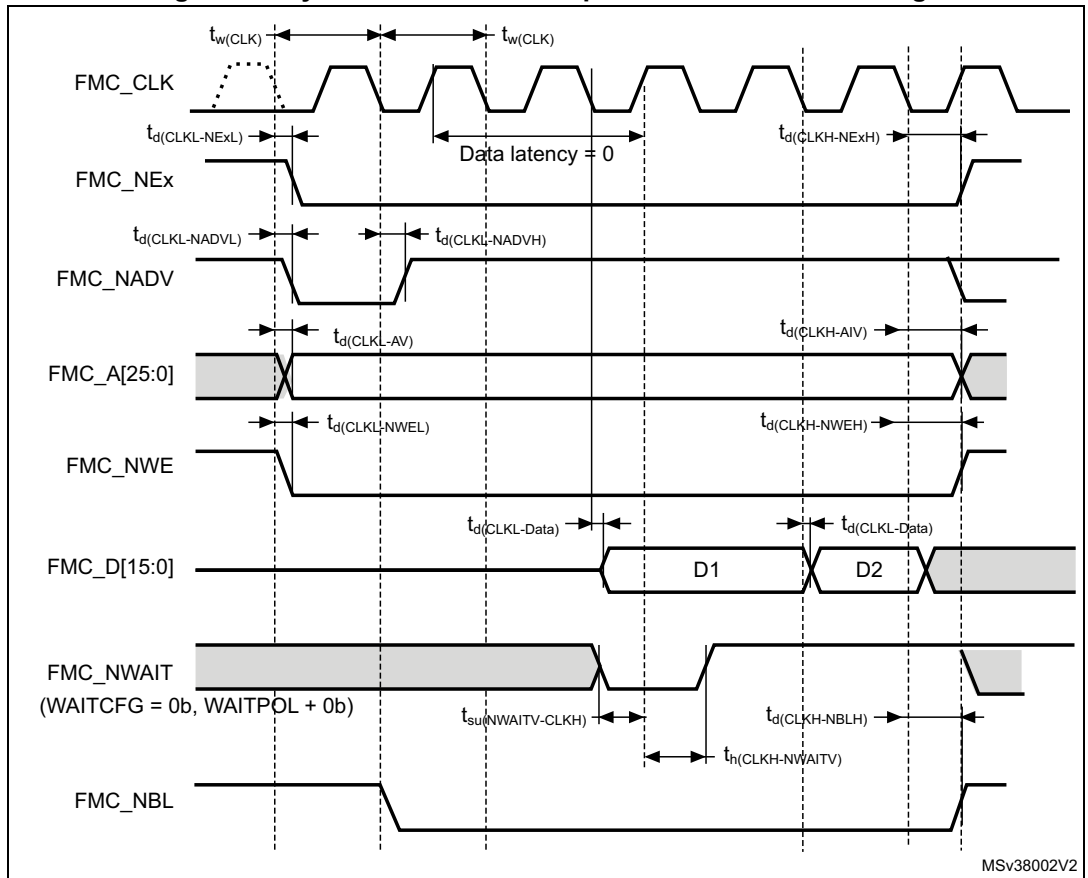 tw(CLK) tw(CLK)
FMC_CLK
td(CLKL-NExL) Data latency = 0 td(CLKH-NExH)
FMC_NEx
td(CLKL-NADVL) td(CLKL-NADVH)
FMC_NADV
td(CLKL-AV) td(CLKH-AIV)
FMC_A[25:0]
td(CLKL-NWEL) td(CLKH-NWEH)
FMC_NWE
td(CLKL-Data) td(CLKL-Data)
FMC_D[15:0] D1 D2
FMC_NWAIT
(WAITCFG = 0b, WAITPOL + 0b)
tsu(NWAITV-CLKH) td(CLKH-NBLH)
th(CLKH-NWAITV)
FMC_NBL
MSv38002V2